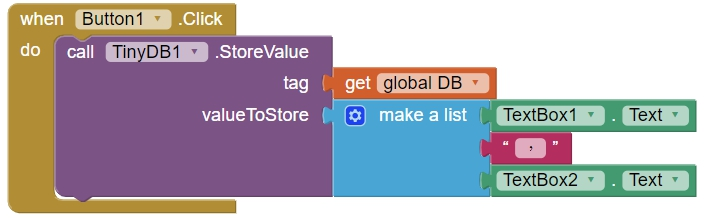 when Button1 .Click
do call TinyDB1 .StoreValue
tag get global DB
valueToStore make a list TextBox1 . Text
“ , ”
TextBox2 . Text